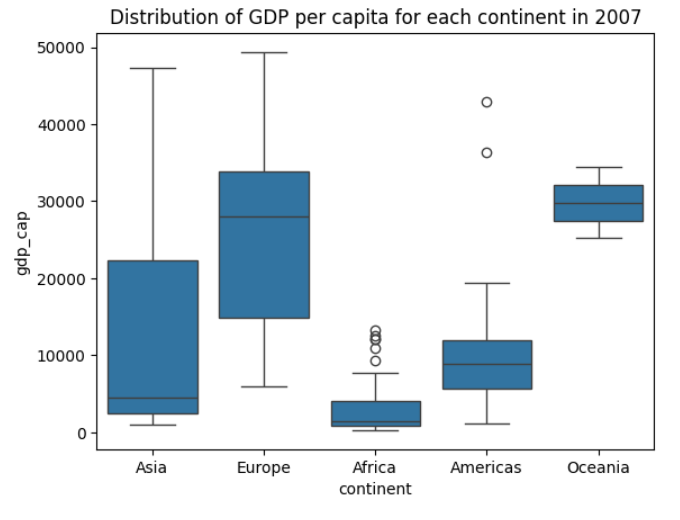 Distribution of GDP per capita for each continent in 2007
50000
40000
30000
20000
10000
0
gdp_cap
Asia Europe Africa Americas Oceania
continent